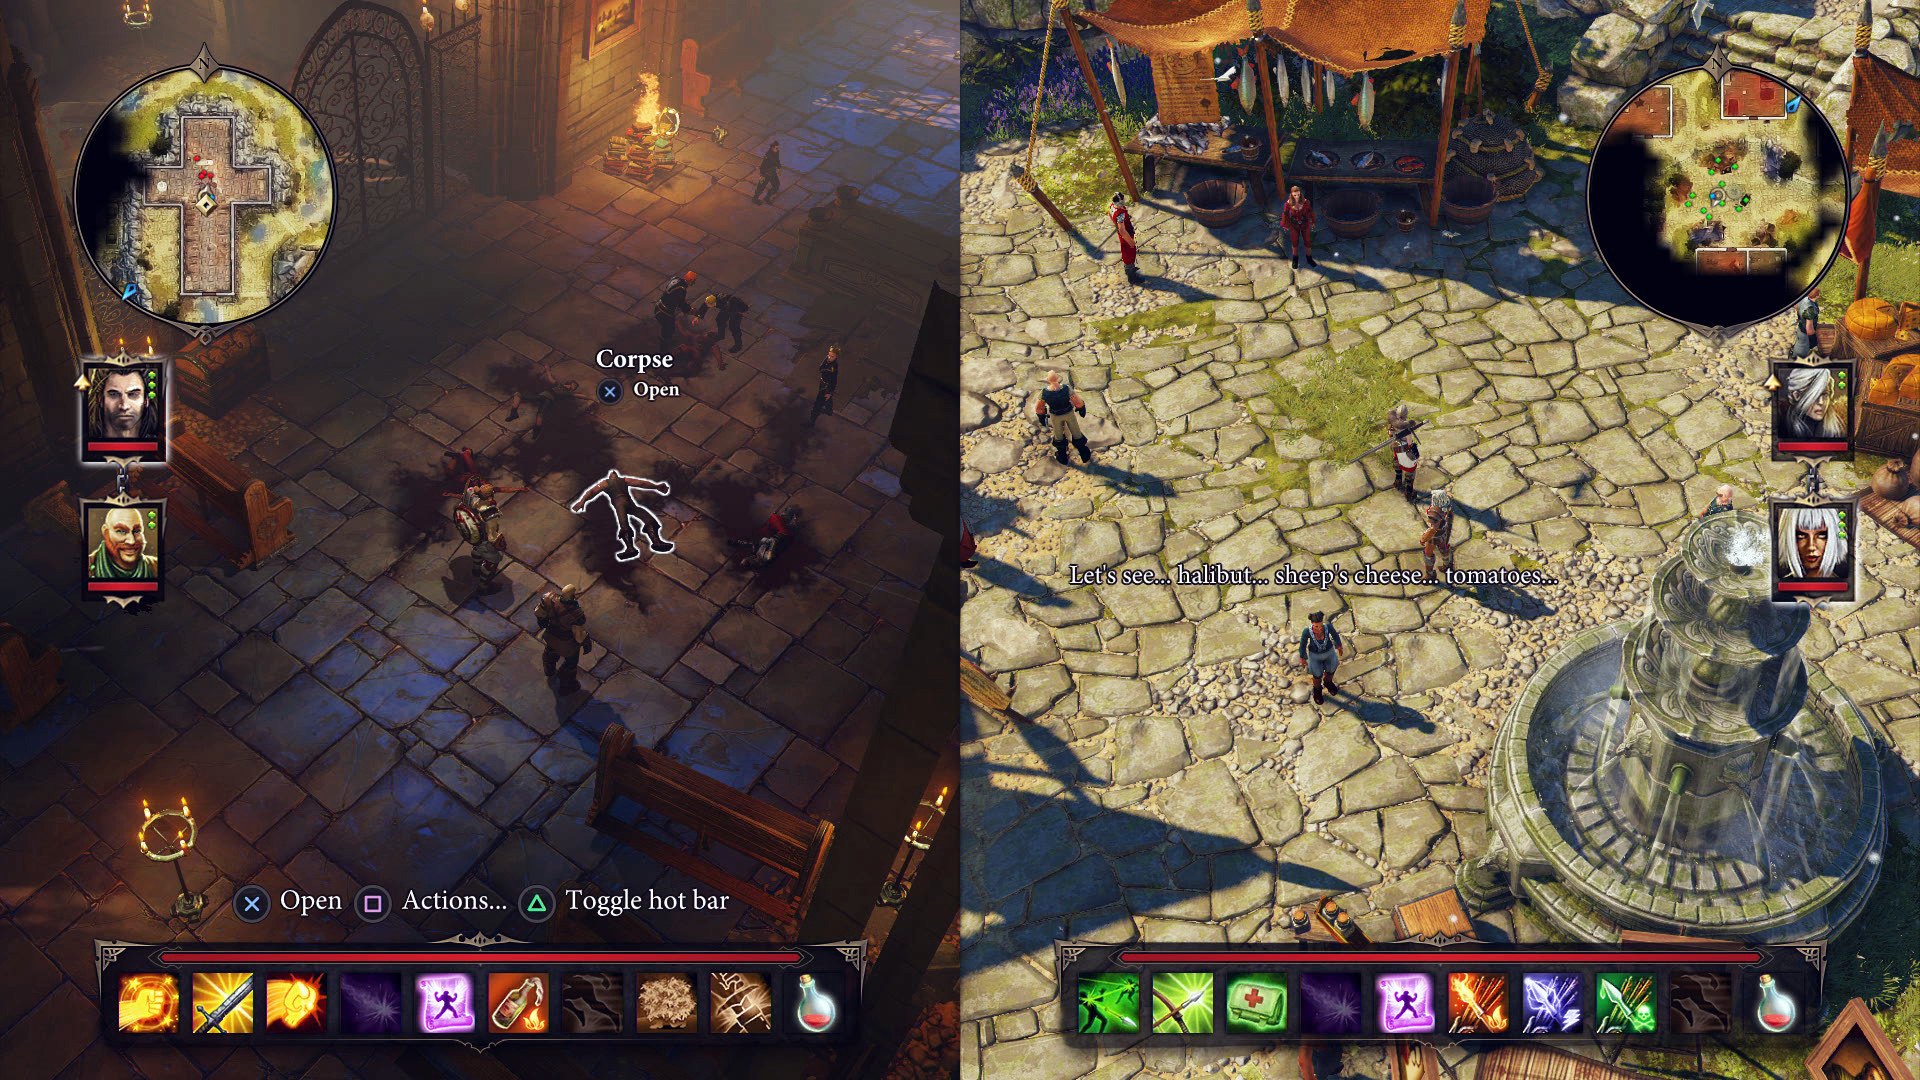 N
N
Corpse
Open
Let's see... halibut... sheep's cheese... tomatoes...
Open Actions... Toggle hot bar